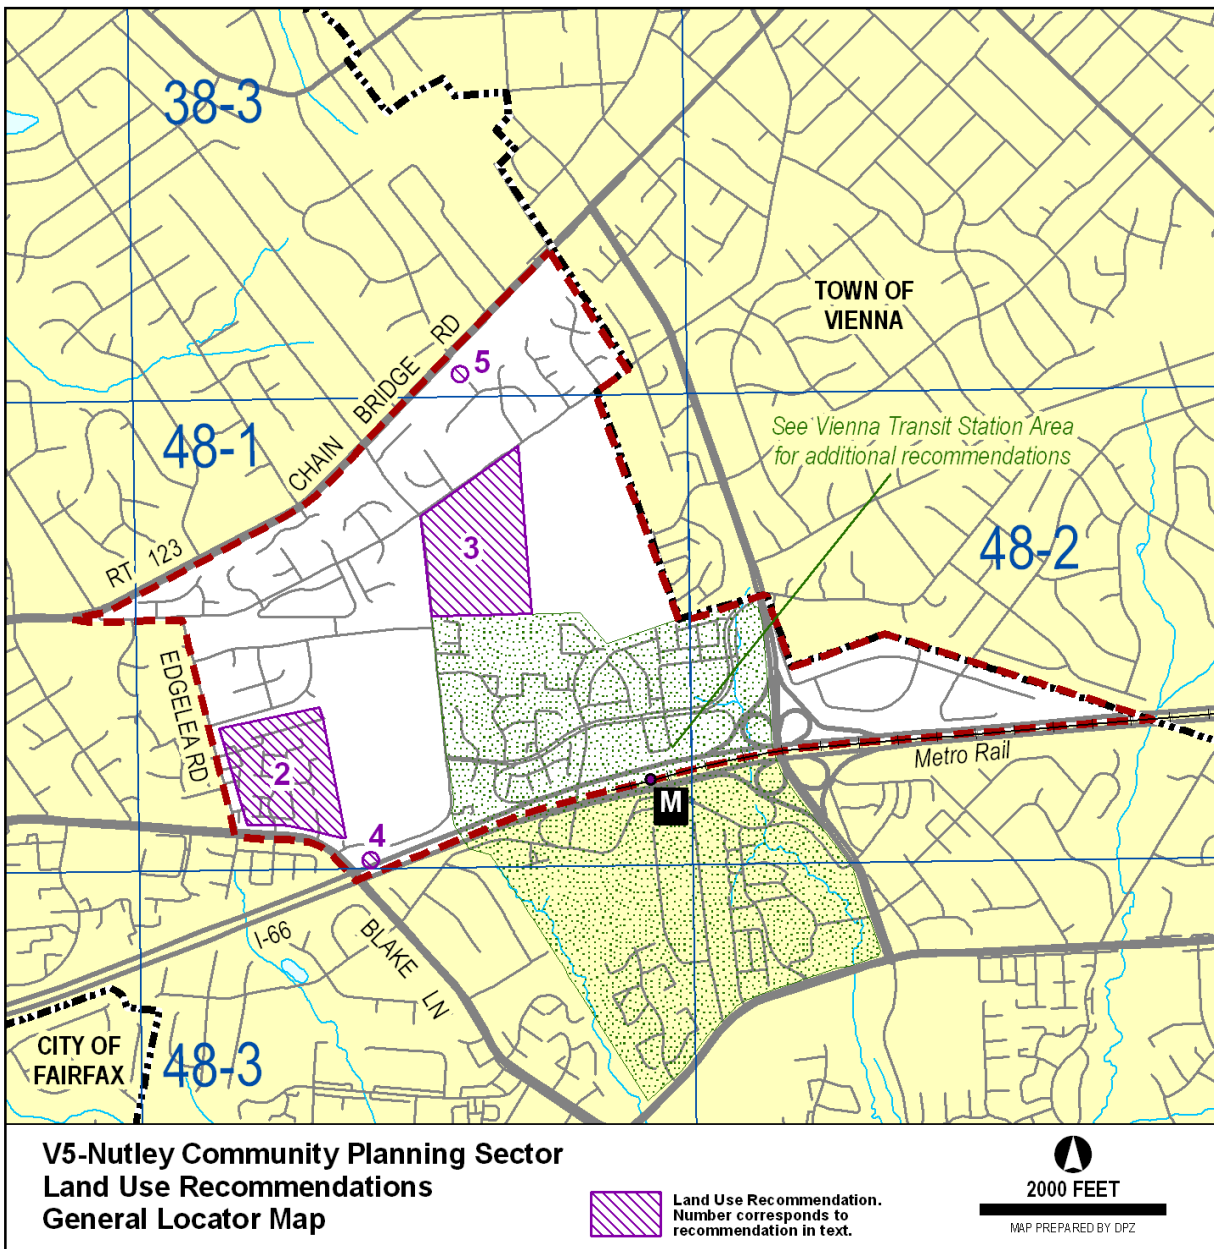 38-3
TOWN OF
VIENNA
5
CHAIN BRIDGE RD
48-1
See Vienna Transit Station Area
for additional recommendations
48-2
3
RT. 123
EDGELEA RD
2
Metro Rail
M
4
I-66
BLAKE LN
CITY OF
FAIRFAX
48-3
V5-Nutley Community Planning Sector
Land Use Recommendations
General Locator Map
Land Use Recommendation.
Number corresponds to
recommendation in text.
2000 FEET
MAP PREPARED BY DPZ